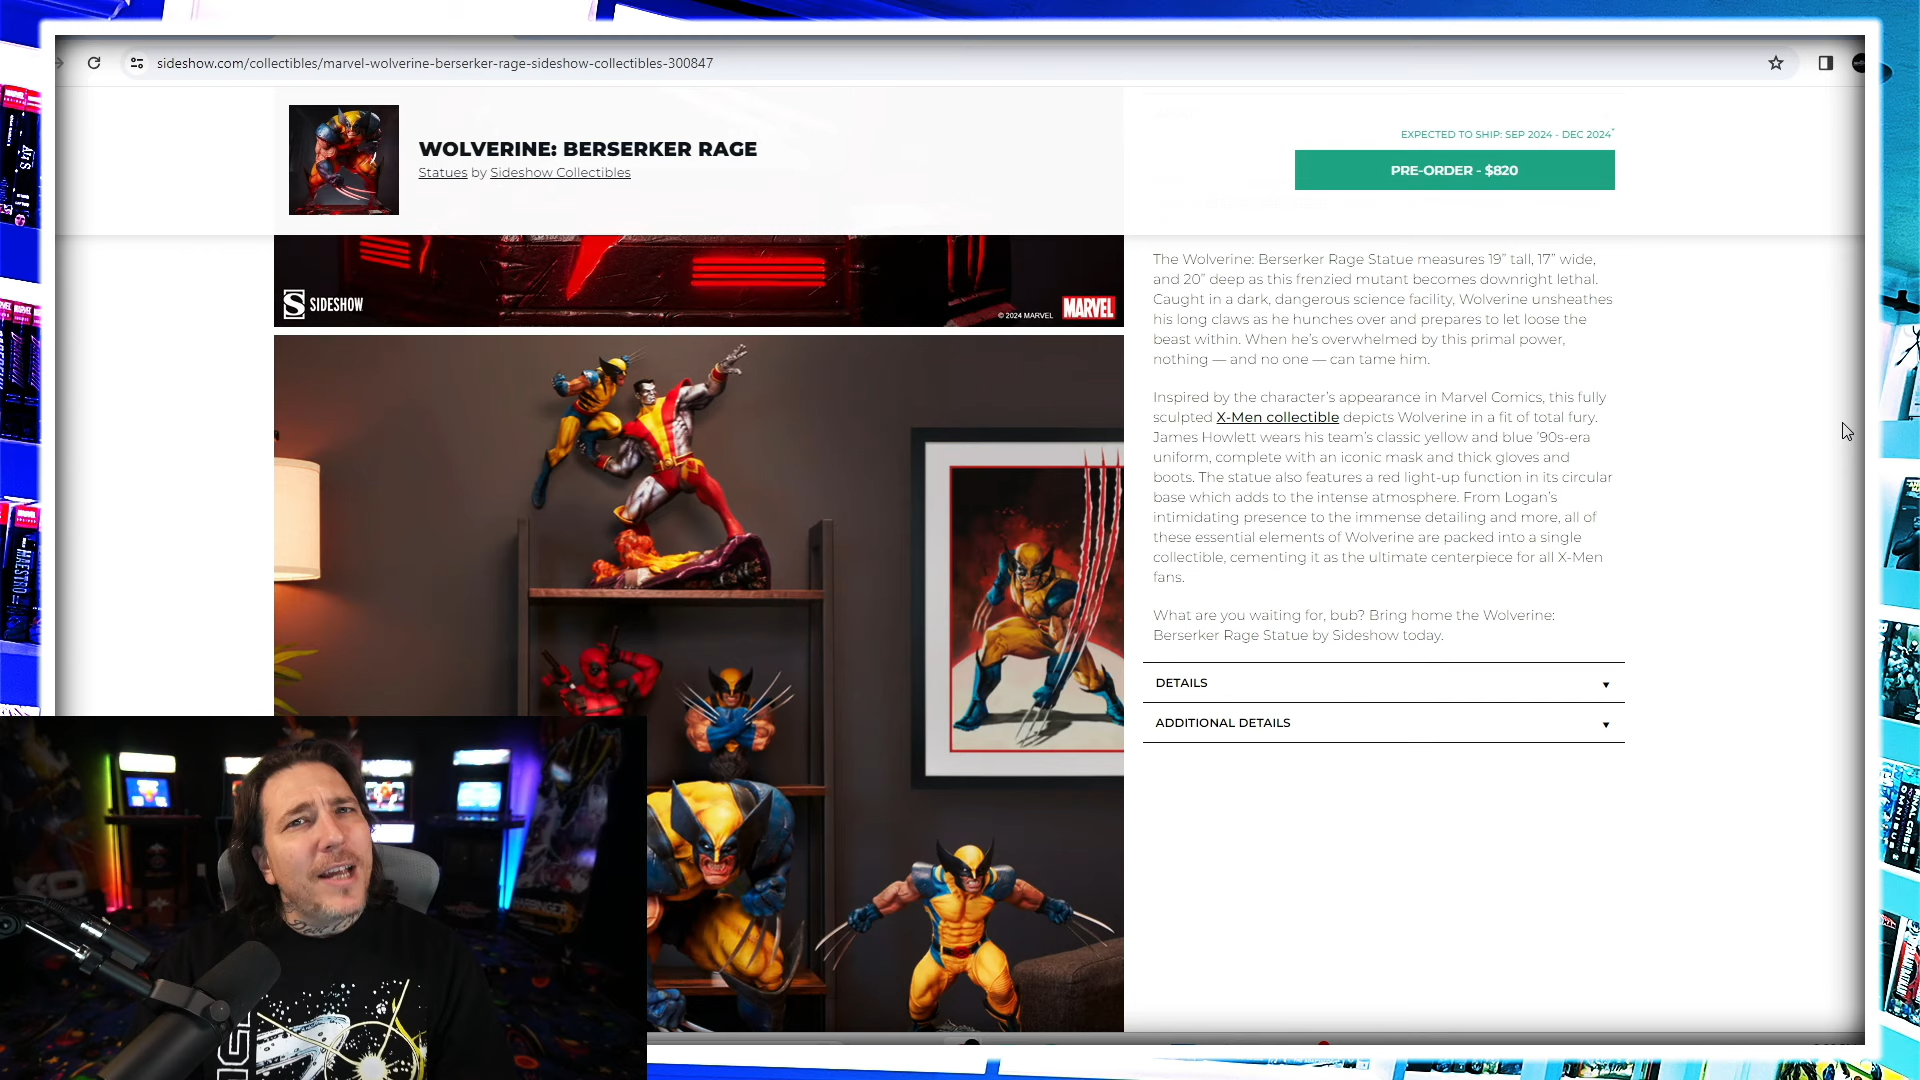 sideshow.com/collectibles/marvel-wolverine-berserker-rage-sideshow-collectibles-300847
WOLVERINE: BERSERKER RAGE
Statues by Sideshow Collectibles
EXPECTED TO SHIP: SEP 2024 - DEC 2024*
PRE-ORDER - $820
S SIDESHOW
© 2024 MARVEL
MARVEL
The Wolverine: Berserker Rage Statue measures 19” tall, 17” wide,
and 20” deep as this frenzied mutant becomes downright lethal.
Caught in a dark, dangerous science facility, Wolverine unsheathes
his long claws as he hunches over and prepares to let loose the
beast within. When he’s overwhelmed by this primal power,
nothing — and no one — can tame him.
Inspired by the character’s appearance in Marvel Comics, this fully
sculpted X-Men collectible depicts Wolverine in a fit of total fury.
James Howlett wears his team’s classic yellow and blue ’90s-era
uniform, complete with an iconic mask and thick gloves and
boots. The statue also features a red light-up function in its circular
base which adds to the intense atmosphere. From Logan’s
intimidating presence to the immense detailing and more, all of
these essential elements of Wolverine are packed into a single
collectible, cementing it as the ultimate centerpiece for all X-Men
fans.
What are you waiting for, bub? Bring home the Wolverine:
Berserker Rage Statue by Sideshow today.
DETAILS
ADDITIONAL DETAILS
MAESTRO
FINAL CRISIS
OMNIBUS
HARBINGER